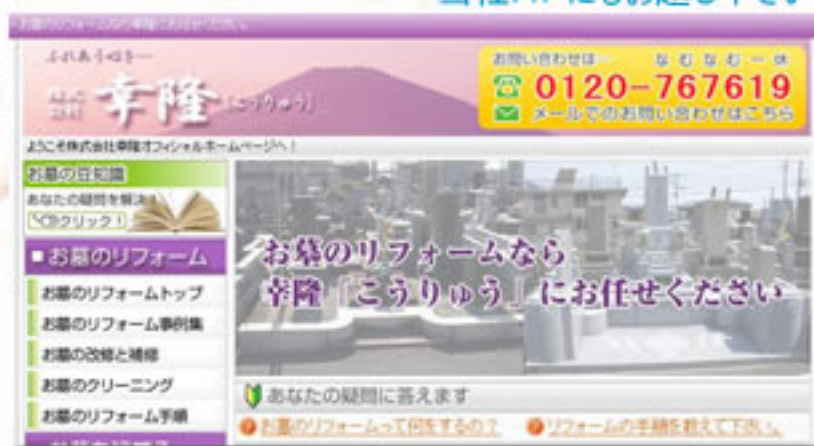 当社HPにもお越し下さい
お墓のリフォームなら幸隆にお任せください。
ふれあう心を…
お問い合わせは… なむなむ一休
株式会社 幸隆 [こうりゅう]
0120-767619
メールでのお問い合わせはこちら
ようこそ株式会社幸隆オフィシャルホームページへ!
お墓の豆知識
あなたの疑問を解決!
クリック!
■お墓のリフォーム
お墓のリフォームなら
幸隆「こうりゅう」にお任せください
お墓のリフォームトップ
お墓のリフォーム事例集
お墓の改修と補修
お墓のクリーニング
お墓のリフォーム手順
あなたの疑問に答えます
お墓のリフォームって何をするの?
リフォームの手順を教えて下さい。